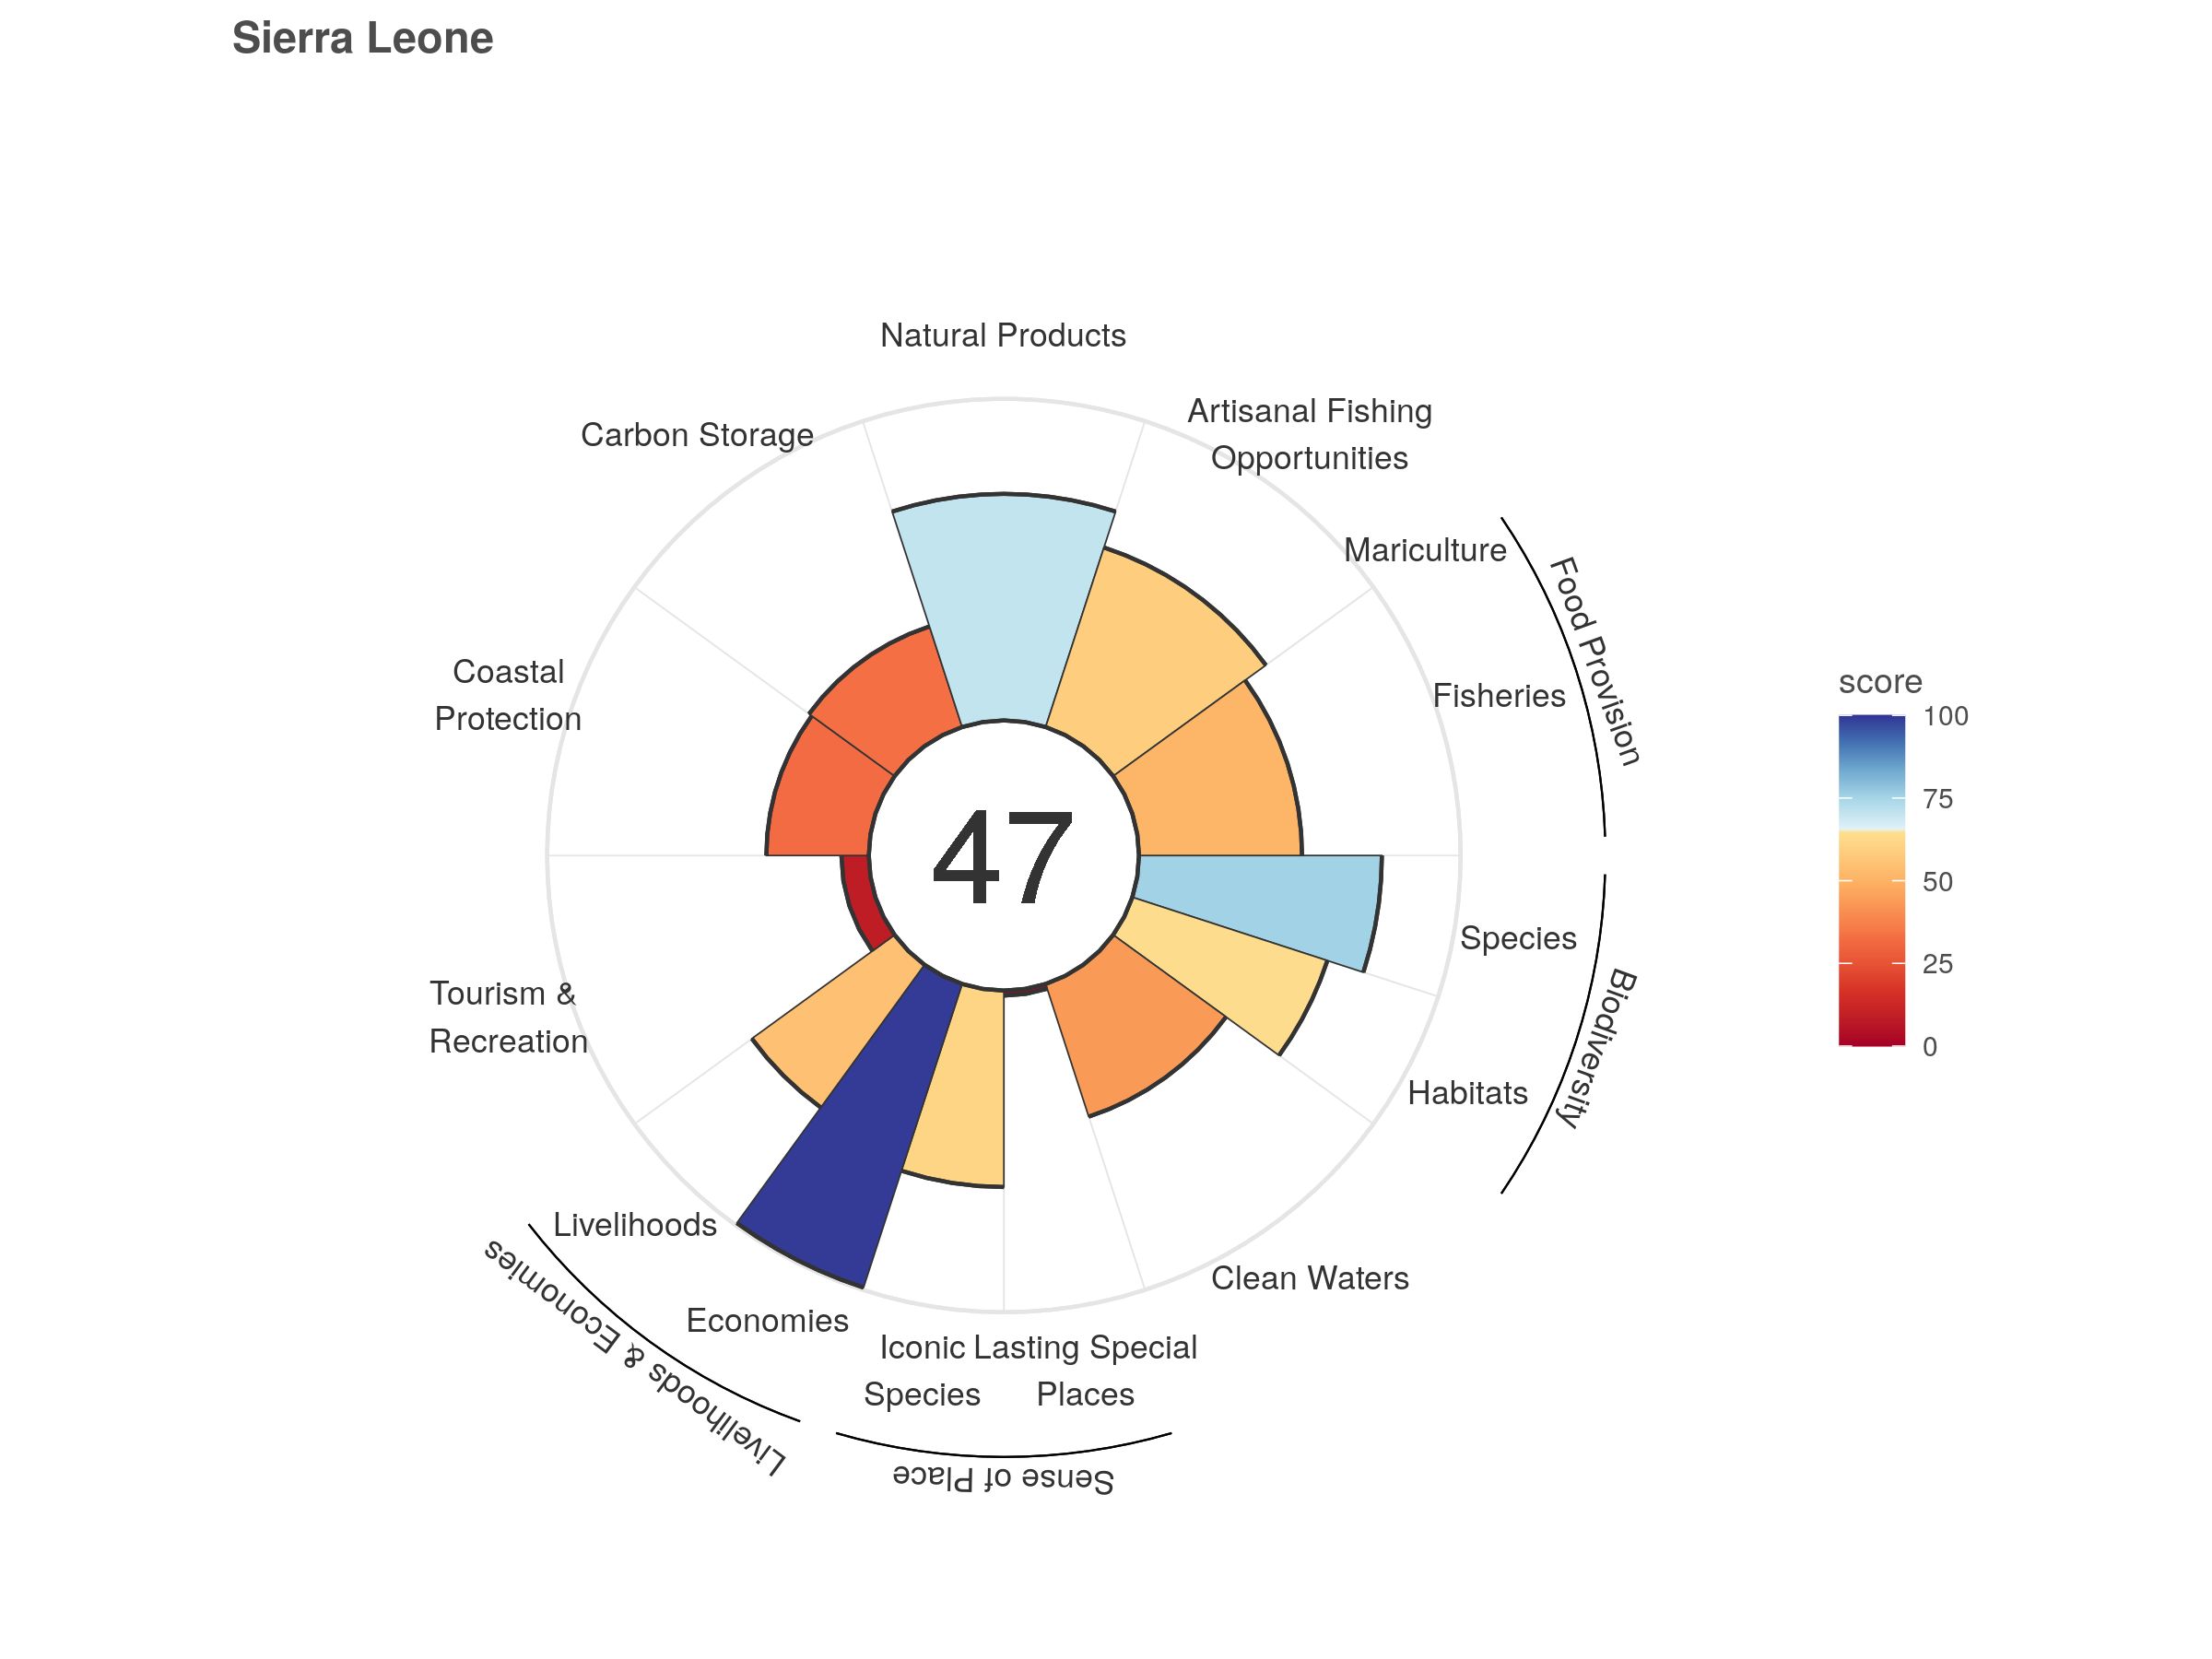 Sierra Leone
Natural Products
Artisanal Fishing
Opportunities
Carbon Storage
Mariculture
Food Provision
Fisheries
Coastal
Protection
score
100
75
50
25
0
47
Species
Biodiversity
Habitats
Tourism &
Recreation
Livelihoods
Clean Waters
Economies
Livelihoods & Economies
Iconic
Species
Lasting Special
Places
Sense of Place